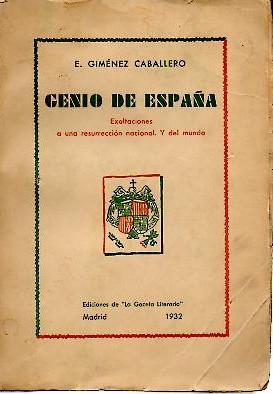 E. GIMÉNEZ CABALLERO
GENIO DE ESPAÑA
Exaltaciones
a una resurrección nacional. Y del mundo
Ediciones de "La Gaceta Literaria"
Madrid 1932